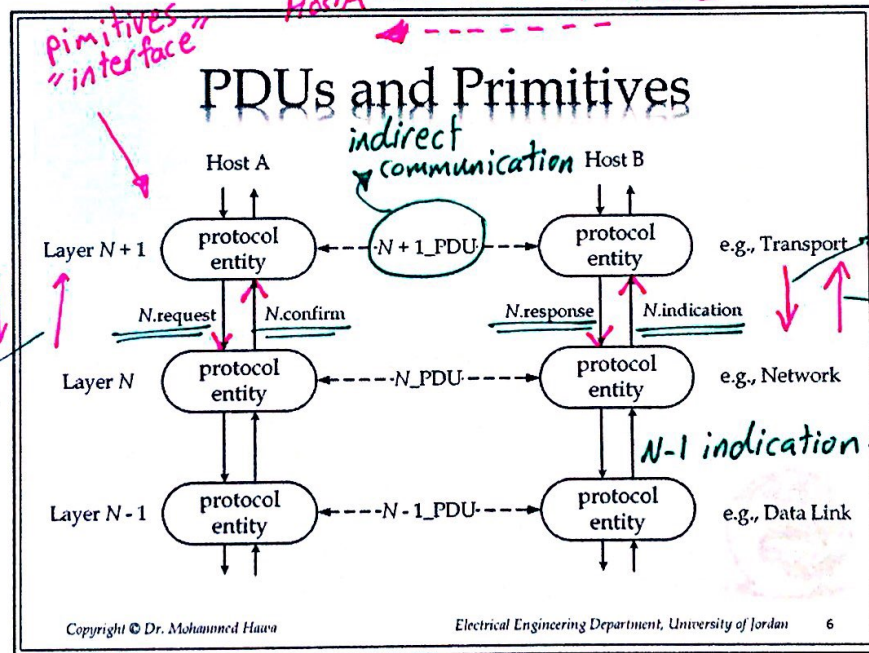 Host A
pimitives
"interface"
PDUs and Primitives
indirect
communication
Host A
Host B
Layer N + 1
protocol
entity
N + 1_PDU
protocol
entity
e.g., Transport
N.request
N.confirm
N.response
N.indication
Layer N
protocol
entity
N_PDU
protocol
entity
e.g., Network
N-1 indication
Layer N - 1
protocol
entity
N - 1_PDU
protocol
entity
e.g., Data Link
Copyright © Dr. Mohammed Hawa
Electrical Engineering Department, University of Jordan
6